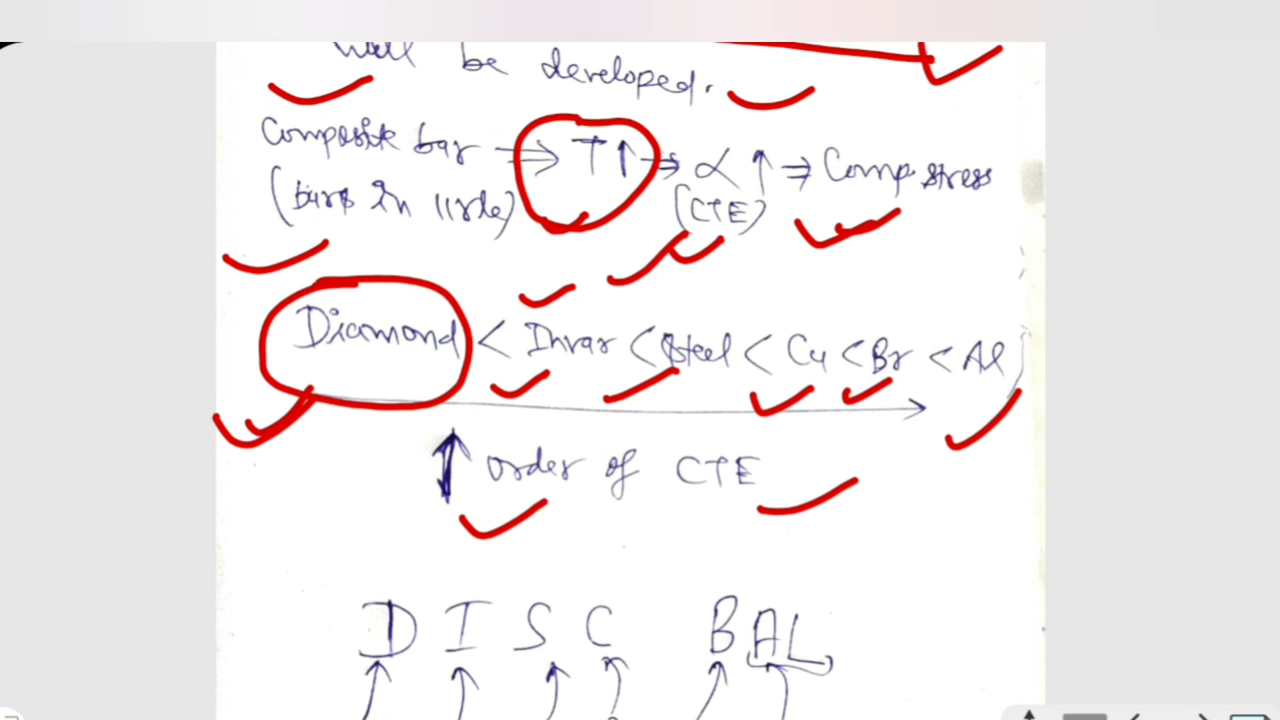 will be developed.
Composite bar ⇒ T↑ ⇒ α ↑ ⇒ Comp. stress
(bars in ||rle) (CTE)
Diamond < Invar < Steel < Cu < Br < Al
↑ order of CTE
D I S C B A L